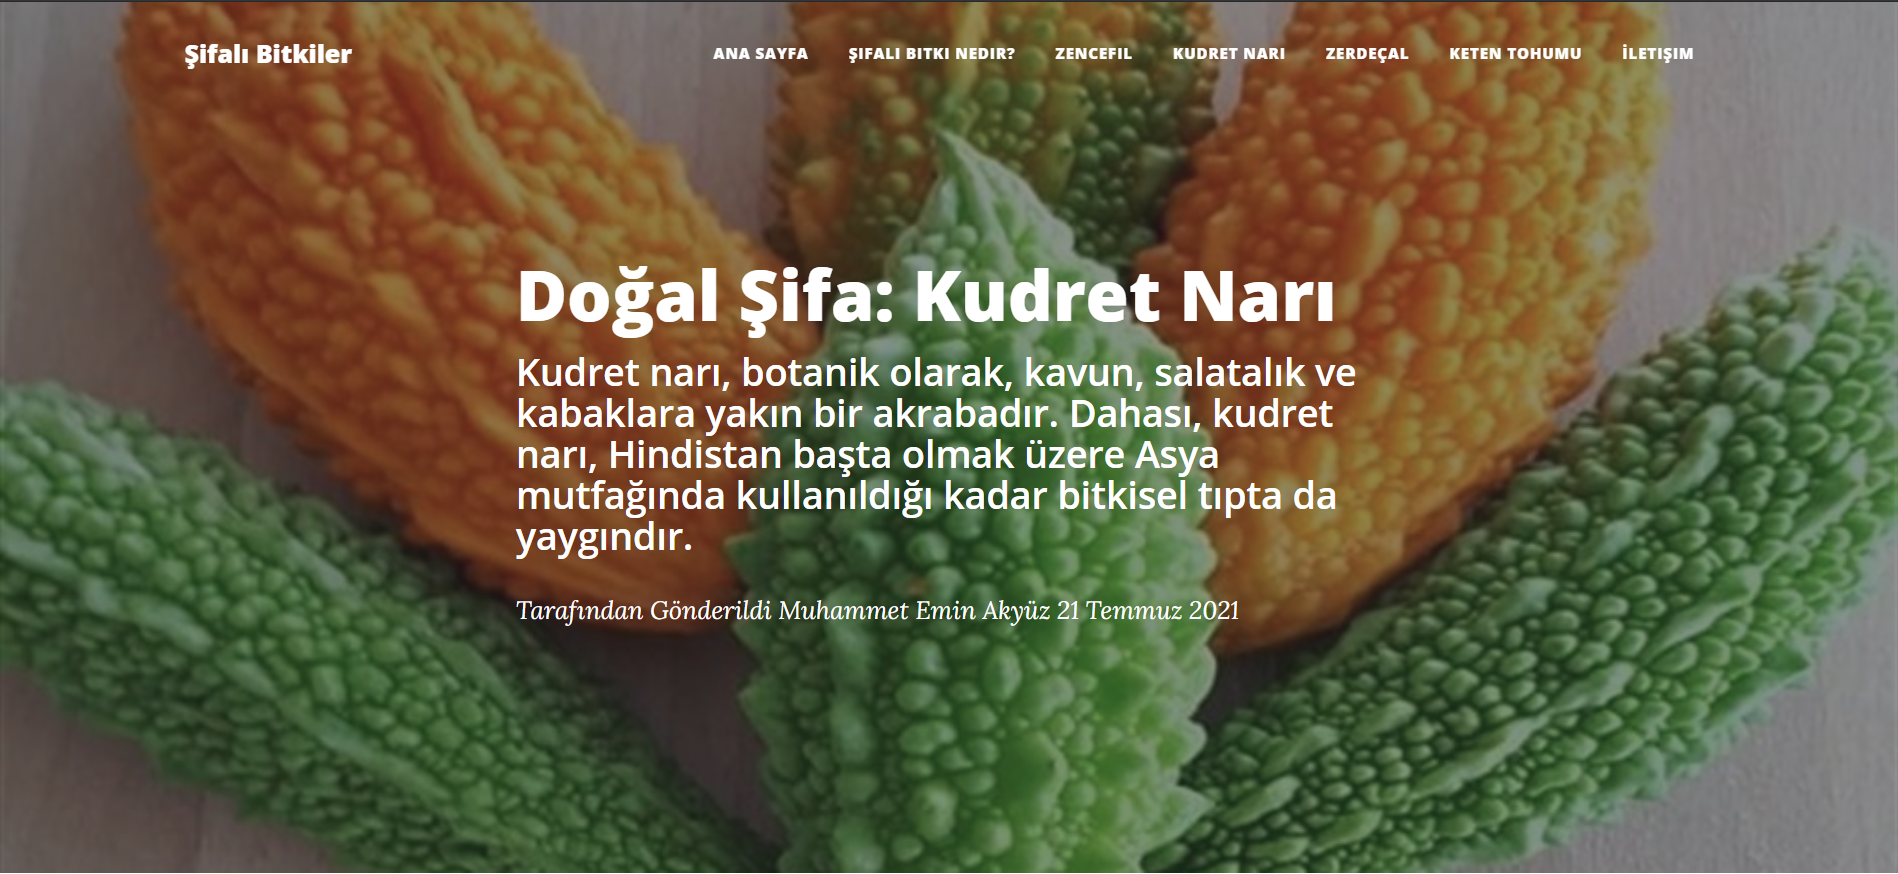 Şifalı Bitkiler
ANA SAYFA ŞIFALI BITKI NEDIR? ZENCEFIL KUDRET NARI ZERDEÇAL KETEN TOHUMU İLETIŞIM
Doğal Şifa: Kudret Narı
Kudret narı, botanik olarak, kavun, salatalık ve
kabaklara yakın bir akrabadır. Dahası, kudret
narı, Hindistan başta olmak üzere Asya
mutfağında kullanıldığı kadar bitkisel tıpta da
yaygındır.
Tarafından Gönderildi Muhammet Emin Akyüz 21 Temmuz 2021